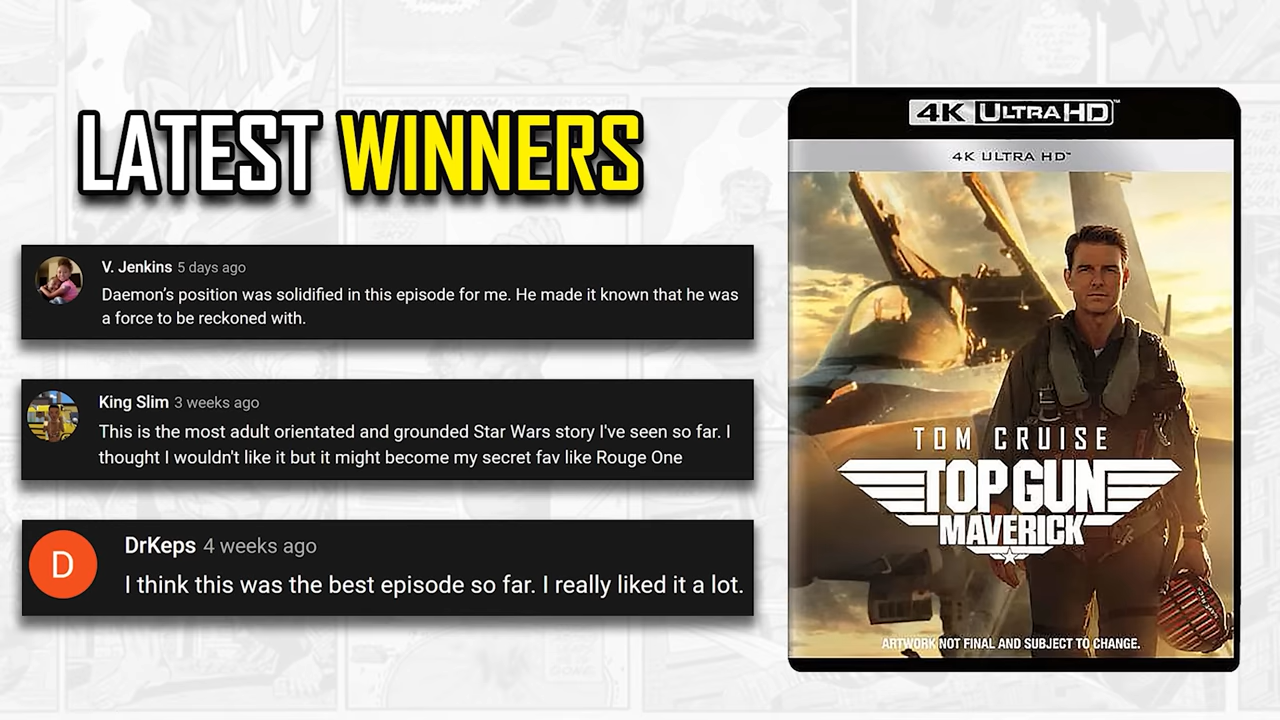 LATEST WINNERS
V. Jenkins 5 days ago
Daemon's position was solidified in this episode for me. He made it known that he was
a force to be reckoned with.
King Slim 3 weeks ago
This is the most adult orientated and grounded Star Wars story I've seen so far. I
thought I wouldn't like it but it might become my secret fav like Rouge One
D
DrKeps 4 weeks ago
I think this was the best episode so far. I really liked it a lot.
4K ULTRA HD™
4K ULTRA HD™
TOM CRUISE
TOP GUN
MAVERICK
ARTWORK NOT FINAL AND SUBJECT TO CHANGE.